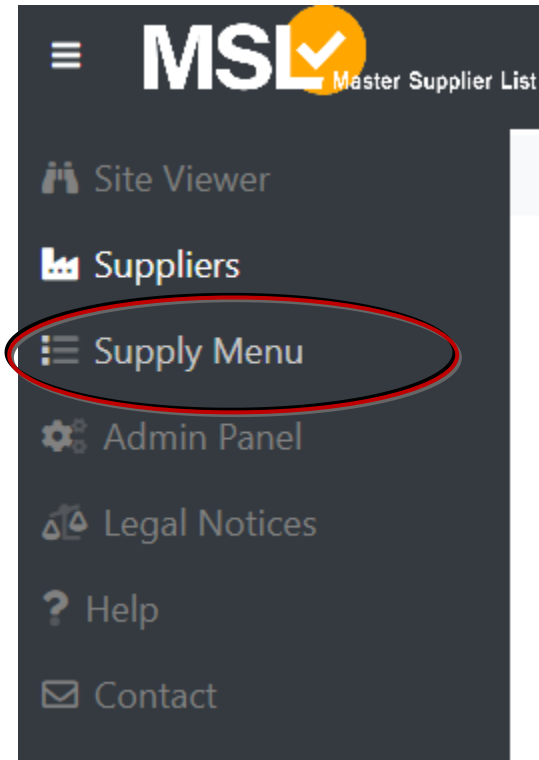 MSL Master Supplier List
Site Viewer
Suppliers
Supply Menu
Admin Panel
Legal Notices
Help
Contact